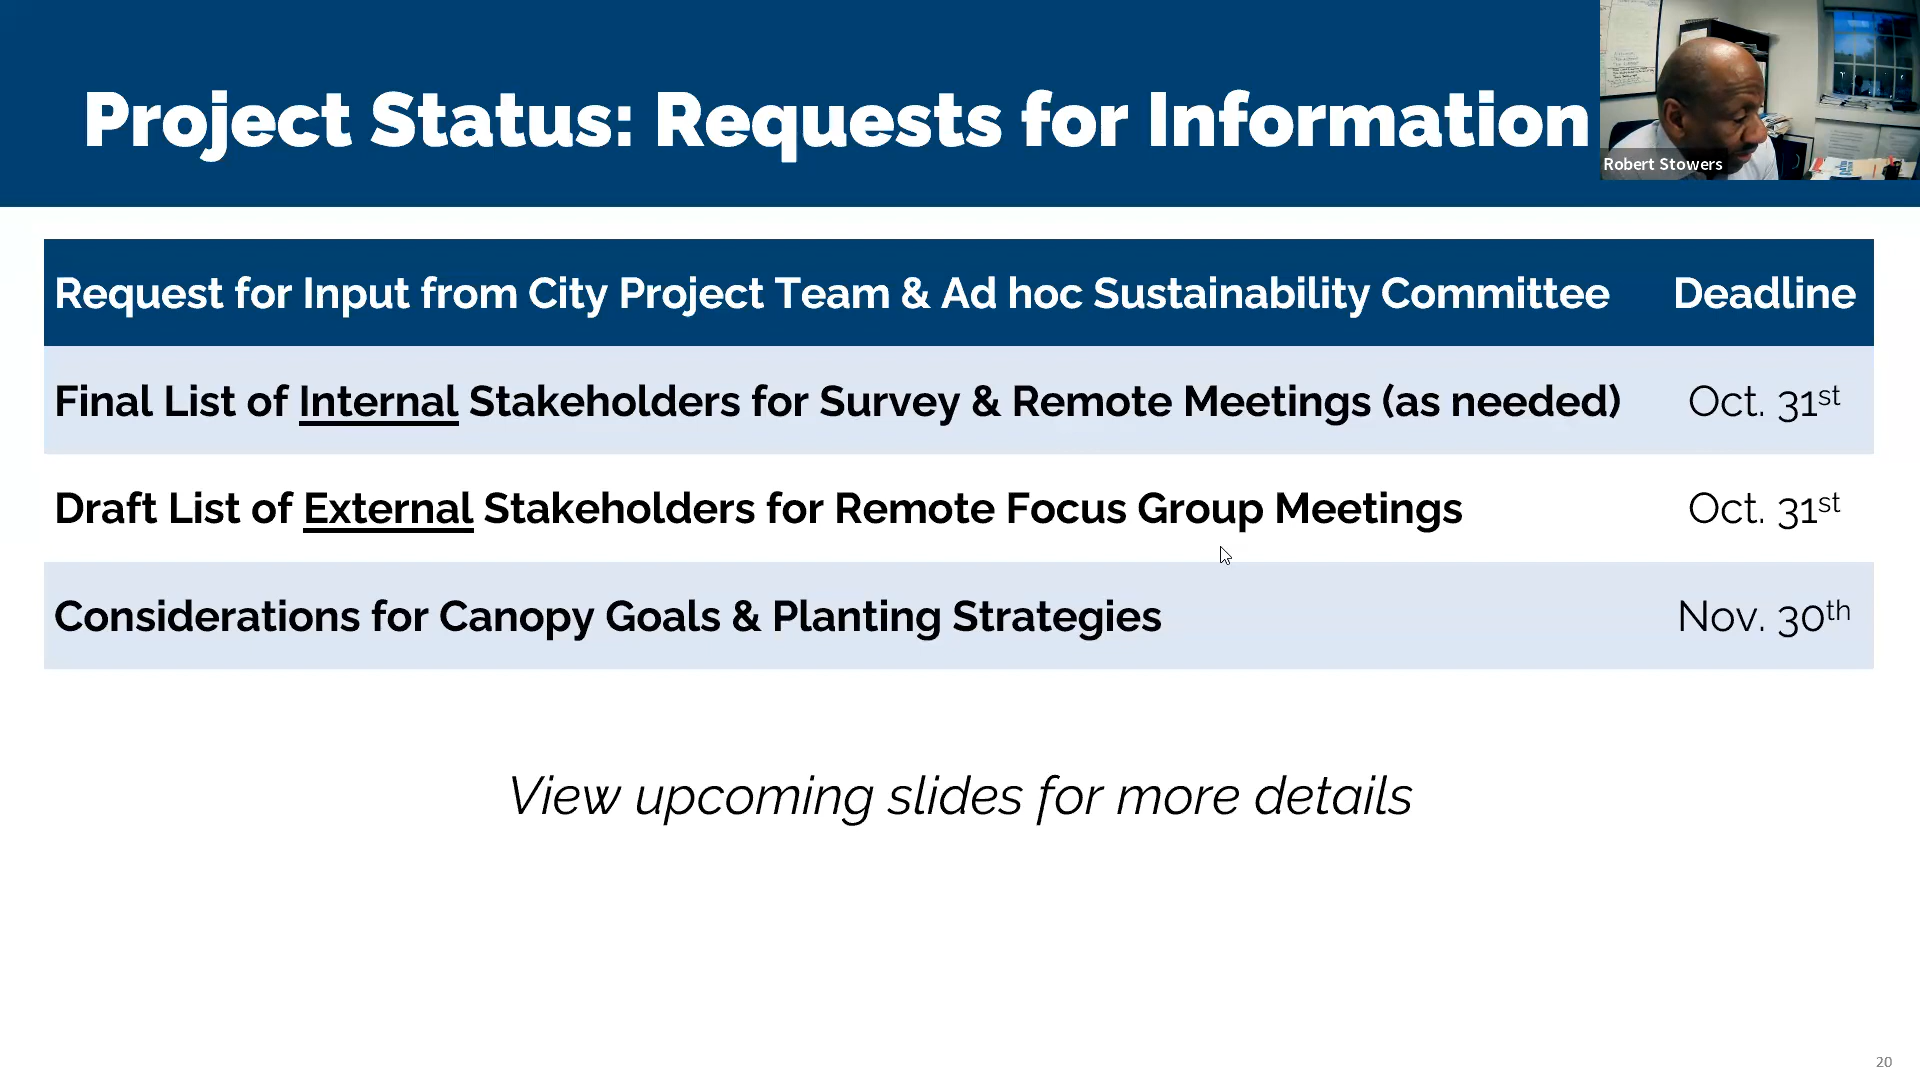 Project Status: Requests for Information
Robert Stowers
Request for Input from City Project Team & Ad hoc Sustainability Committee Deadline
Final List of Internal Stakeholders for Survey & Remote Meetings (as needed) Oct. 31st
Draft List of External Stakeholders for Remote Focus Group Meetings Oct. 31st
Considerations for Canopy Goals & Planting Strategies Nov. 30th
View upcoming slides for more details
20